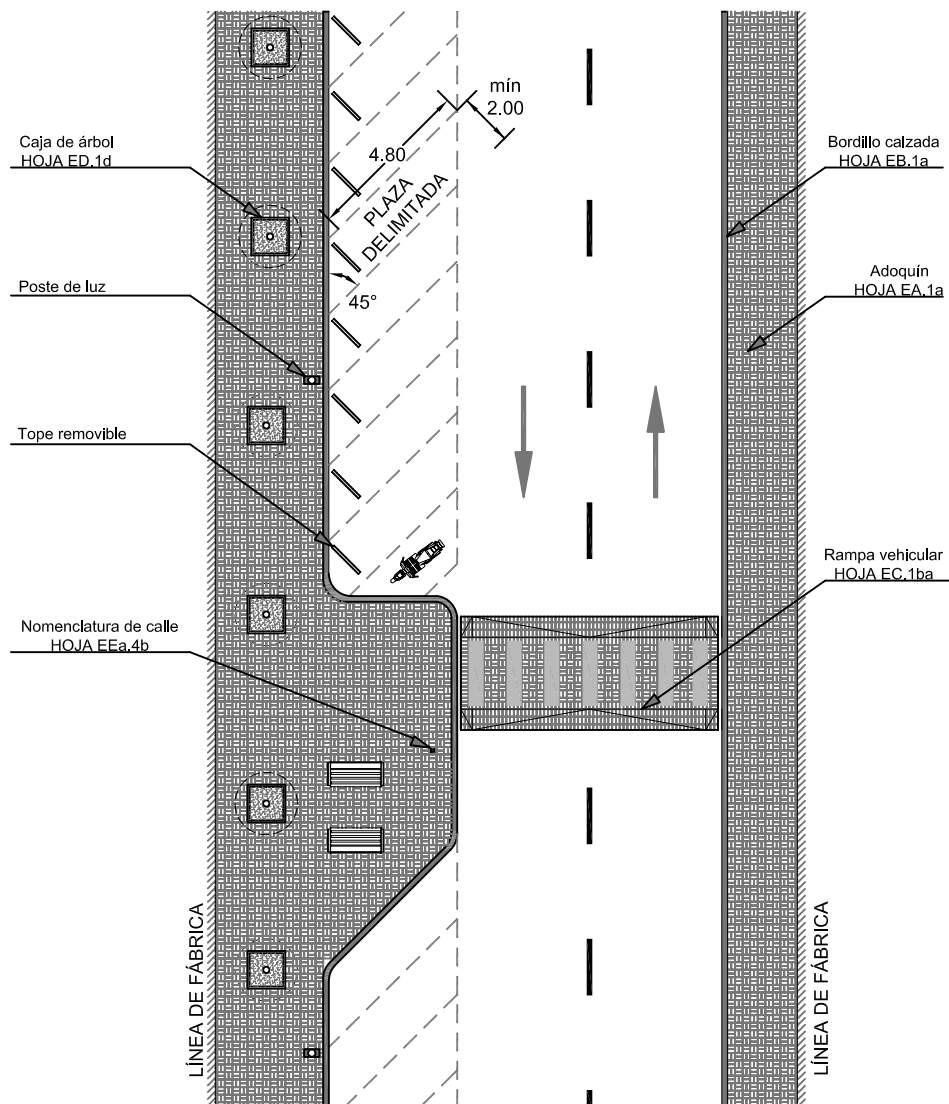 mín
2.00
Caja de árbol
HOJA ED.1d
4.80
Bordillo calzada
HOJA EB.1a
PLAZA
DELIMITADA
Adoquín
HOJA EA.1a
Poste de luz
45°
Tope removible
Rampa vehicular
HOJA EC.1ba
Nomenclatura de calle
HOJA EEa.4b
LÍNEA DE FÁBRICA
LÍNEA DE FÁBRICA